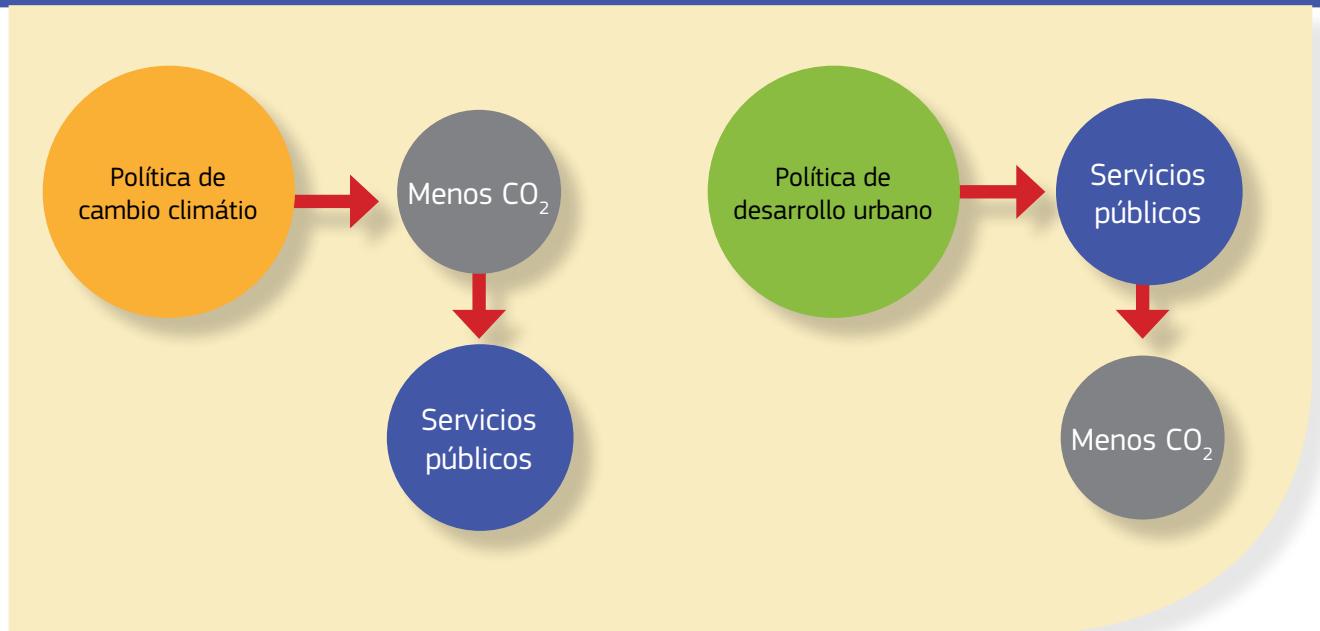 Política de
cambio climátio
Menos CO₂
Servicios
públicos
Política de
desarrollo urbano
Servicios
públicos
Menos CO₂